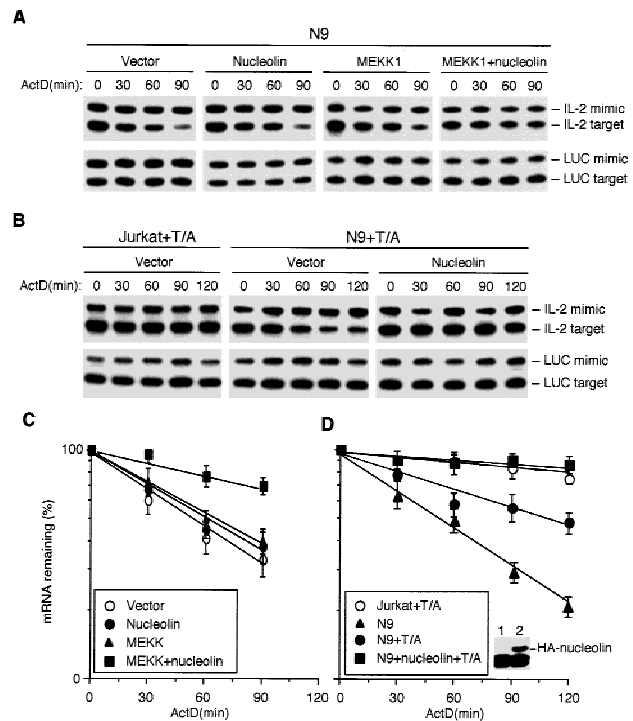 A
N9
Vector Nucleolin MEKK1 MEKK1+nucleolin
ActD(min): 0 30 60 90 0 30 60 90 0 30 60 90 0 30 60 90
IL-2 mimic
IL-2 target
LUC mimic
LUC target
B
Jurkat+T/A N9+T/A
Vector Vector Nucleolin
ActD(min): 0 30 60 90 120 0 30 60 90 120 0 30 60 90 120
IL-2 mimic
IL-2 target
LUC mimic
LUC target
C
100
mRNA remaining (%)
Vector
Nucleolin
MEKK
MEKK+nucleolin
0
0 30 60 90 120
ActD(min)
D
Jurkat+T/A
N9
N9+T/A
N9+nucleolin+T/A
1 2
HA-nucleolin
0 30 60 90 120
ActD(min)